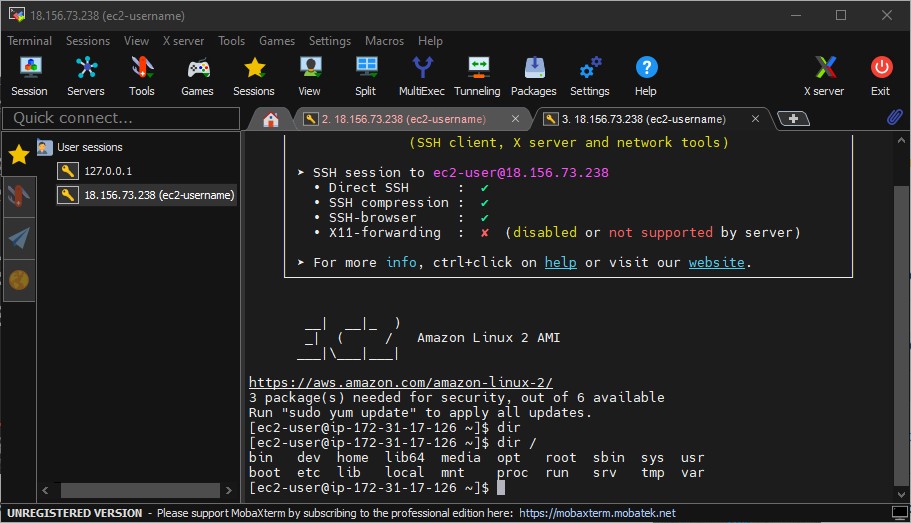 18.156.73.238 (ec2-username)
Terminal Sessions View X server Tools Games Settings Macros Help
Session Servers Tools Games Sessions View Split MultiExec Tunneling Packages Settings Help X server Exit
Quick connect...
2. 18.156.73.238 (ec2-username)
3. 18.156.73.238 (ec2-username)
User sessions
127.0.0.1
18.156.73.238 (ec2-username)
(SSH client, X server and network tools)
➤ SSH session to ec2-user@18.156.73.238
• Direct SSH : ✔
• SSH compression : ✔
• SSH-browser : ✔
• X11-forwarding : ✘ (disabled or not supported by server)
➤ For more info, ctrl+click on help or visit our website.
__| __|_ )
_| ( / Amazon Linux 2 AMI
___|\___|___|
https://aws.amazon.com/amazon-linux-2/
3 package(s) needed for security, out of 6 available
Run "sudo yum update" to apply all updates.
[ec2-user@ip-172-31-17-126 ~]$ dir
[ec2-user@ip-172-31-17-126 ~]$ dir /
bin dev home lib64 media opt root sbin sys usr
boot etc lib local mnt proc run srv tmp var
[ec2-user@ip-172-31-17-126 ~]$
UNREGISTERED VERSION - Please support MobaXterm by subscribing to the professional edition here: https://mobaxterm.mobatek.net